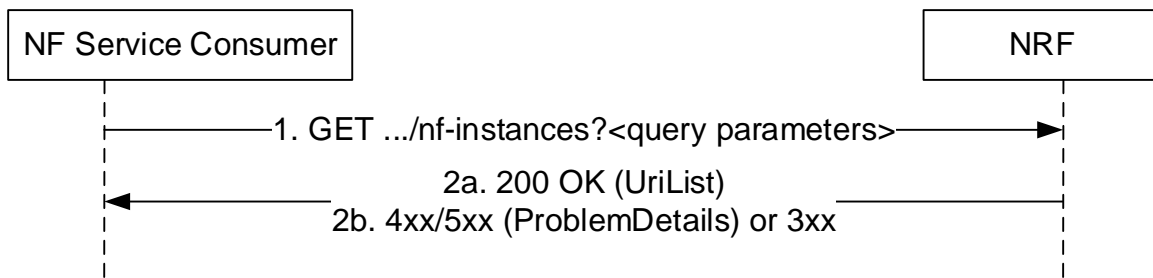 NF Service Consumer
NRF
1. GET .../nf-instances?<query parameters>
2a. 200 OK (UriList)
2b. 4xx/5xx (ProblemDetails) or 3xx